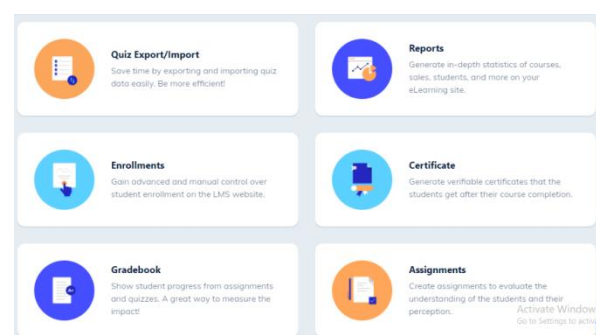 Quiz Export/Import
Save time by exporting and importing quiz
data easily. Be more efficient!
Reports
Generate in-depth statistics of courses,
sales, students, and more on your
eLearning site.
Enrollments
Gain advanced and manual control over
student enrollment on the LMS website.
Certificate
Generate verifiable certificates that the
students get after their course completion.
Gradebook
Show student progress from assignments
and quizzes. A great way to measure the
impact!
Assignments
Create assignments to evaluate the
understanding of the students and their
perception.
Activate Window
Go to Settings to activ